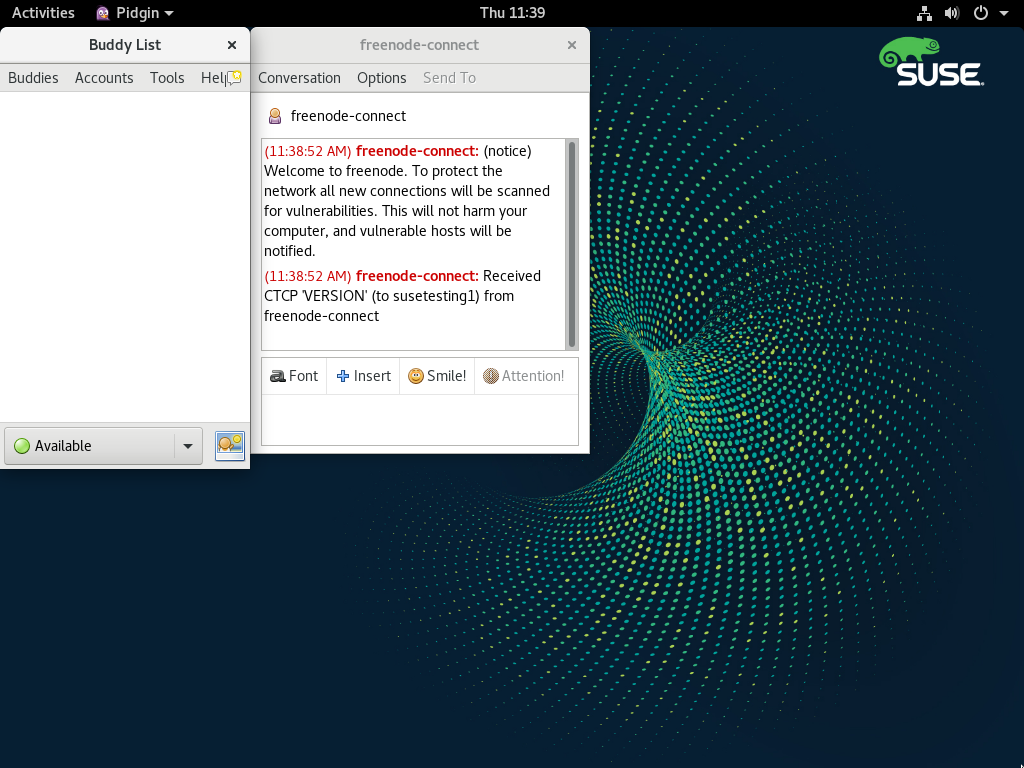 Activities Pidgin Thu 11:39
Buddy List
Buddies Accounts Tools Help
Available
freenode-connect
Conversation Options Send To
freenode-connect
(11:38:52 AM) freenode-connect: (notice)
Welcome to freenode. To protect the
network all new connections will be scanned
for vulnerabilities. This will not harm your
computer, and vulnerable hosts will be
notified.
(11:38:52 AM) freenode-connect: Received
CTCP 'VERSION' (to susetesting1) from
freenode-connect
Font Insert Smile! Attention!
SUSE